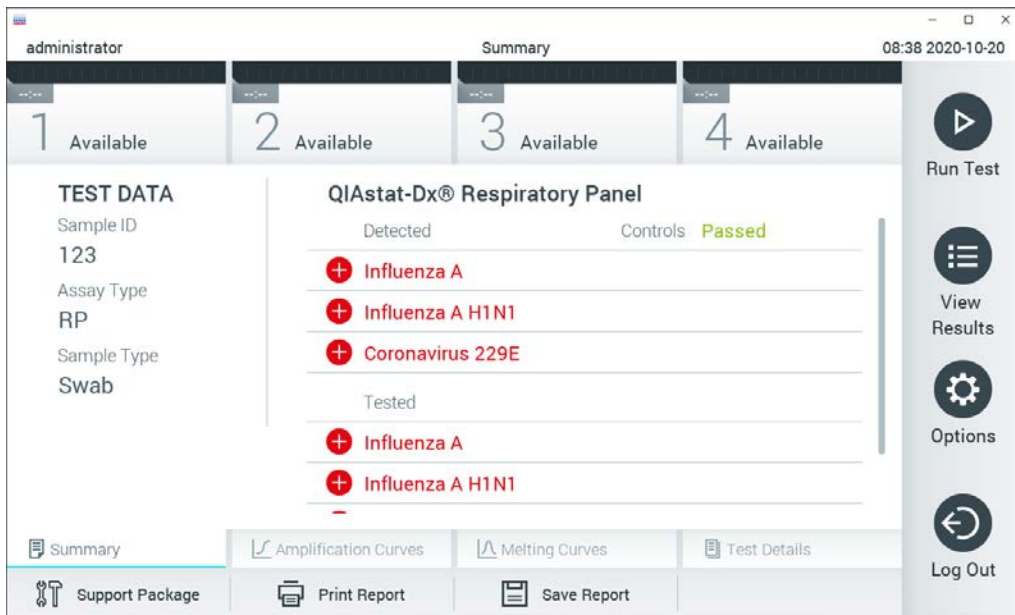 administrator
Summary
08:38 2020-10-20
--:--
1 Available
--:--
2 Available
--:--
3 Available
--:--
4 Available
Run Test
View
Results
Options
Log Out
TEST DATA
Sample ID
123
Assay Type
RP
Sample Type
Swab
QIAstat-Dx® Respiratory Panel
Detected
Controls Passed
Influenza A
Influenza A H1N1
Coronavirus 229E
Tested
Influenza A
Influenza A H1N1
Summary
Amplification Curves
Melting Curves
Test Details
Support Package
Print Report
Save Report